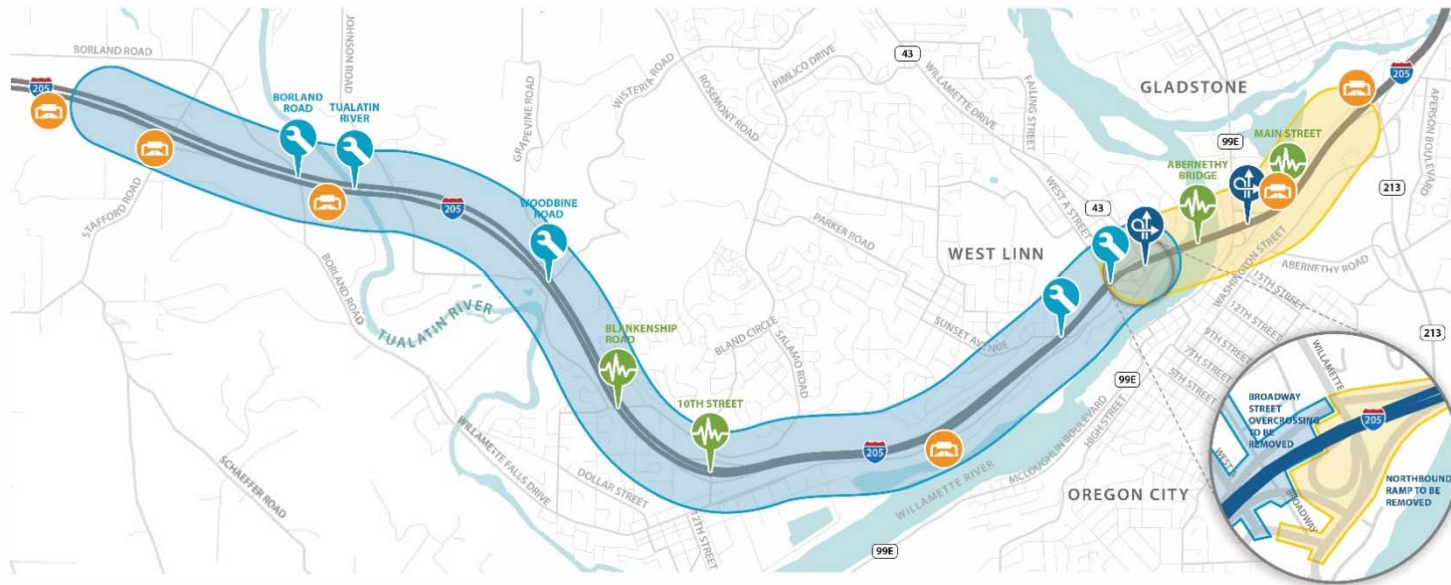 BORLAND ROAD
JOHNSON ROAD
205
BORLAND
ROAD
TUALATIN
RIVER
GRAPEVINE ROAD
WISTERIA ROAD
ROSEMONT ROAD
PIMLICO DRIVE
43
WILLAMETTE DRIVE
FAILING STREET
GLADSTONE
205
APERSON BOULEVARD
99E
MAIN STREET
ABERNETHY
BRIDGE
213
STAFFORD ROAD
205
WOODBINE
ROAD
WEST A STREET
43
PARKER ROAD
WEST LINN
WASHINGTON STREET
ABERNETHY ROAD
15TH STREET
12TH STREET
9TH STREET
7TH STREET
5TH STREET
213
BORLAND ROAD
TUALATIN RIVER
BLANKENSHIP
ROAD
BLAND CIRCLE
SALAMO ROAD
SUNSET AVENUE
99E
10TH STREET
205
MCLOUGHLIN BOULEVARD
HIGH STREET
WILLAMETTE RIVER
OREGON CITY
SCHAEFFER ROAD
WILLAMETTE FALLS DRIVE
DOLLAR STREET
12TH STREET
99E
WILLAMETTE
BROADWAY
STREET
OVERCROSSING
TO BE
REMOVED
205
WEST
BROADWAY
NORTHBOUND
RAMP TO BE
REMOVED